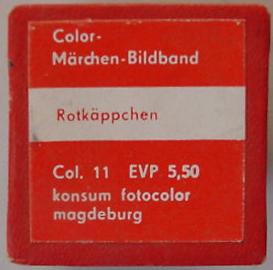 Color-
Märchen-Bildband
Rotkäppchen
Col. 11 EVP 5,50
konsum fotocolor
magdeburg